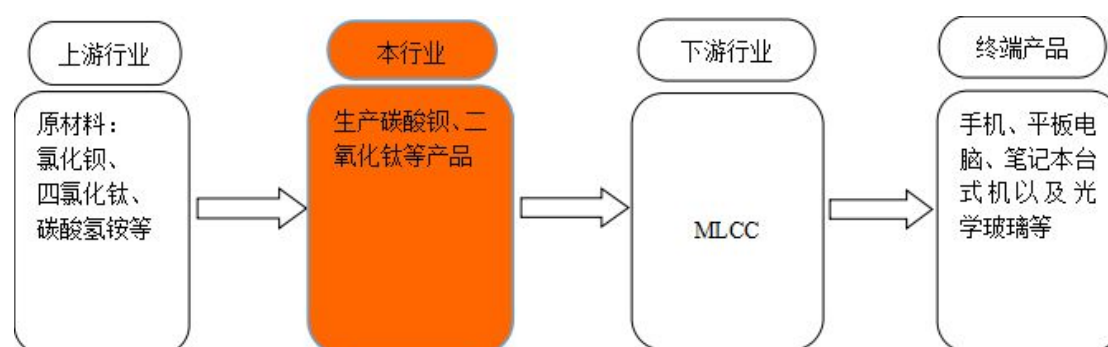 上游行业
原材料：
氯化钡、
四氯化钛、
碳酸氢铵等
本行业
生产碳酸钡、二
氧化钛等产品
下游行业
MLCC
终端产品
手机、平板电
脑、笔记本台
式机以及光
学玻璃等